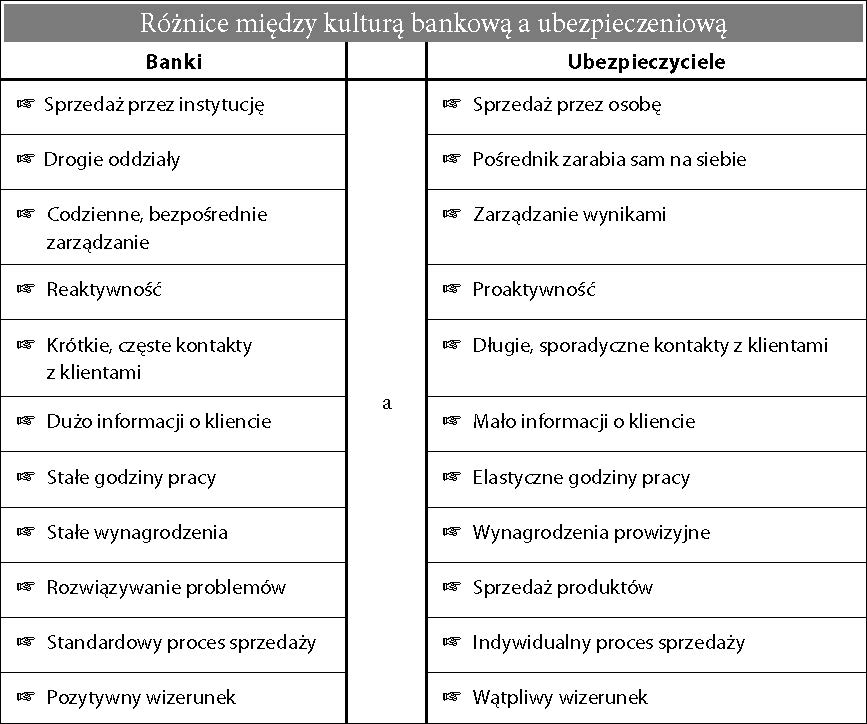 Różnice między kulturą bankową a ubezpieczeniową
Banki
Ubezpieczyciele
☞ Sprzedaż przez instytucję
☞ Sprzedaż przez osobę
☞ Drogie oddziały
☞ Pośrednik zarabia sam na siebie
☞ Codzienne, bezpośrednie
zarządzanie
☞ Zarządzanie wynikami
☞ Reaktywność
☞ Proaktywność
☞ Krótkie, częste kontakty
z klientami
☞ Długie, sporadyczne kontakty z klientami
a
☞ Dużo informacji o kliencie
☞ Mało informacji o kliencie
☞ Stałe godziny pracy
☞ Elastyczne godziny pracy
☞ Stałe wynagrodzenia
☞ Wynagrodzenia prowizyjne
☞ Rozwiązywanie problemów
☞ Sprzedaż produktów
☞ Standardowy proces sprzedaży
☞ Indywidualny proces sprzedaży
☞ Pozytywny wizerunek
☞ Wątpliwy wizerunek